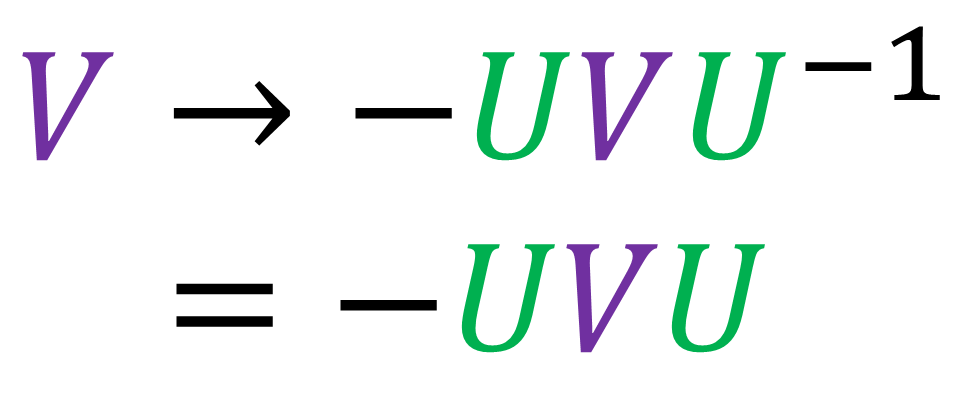 V → −UVU⁻¹
= −UVU